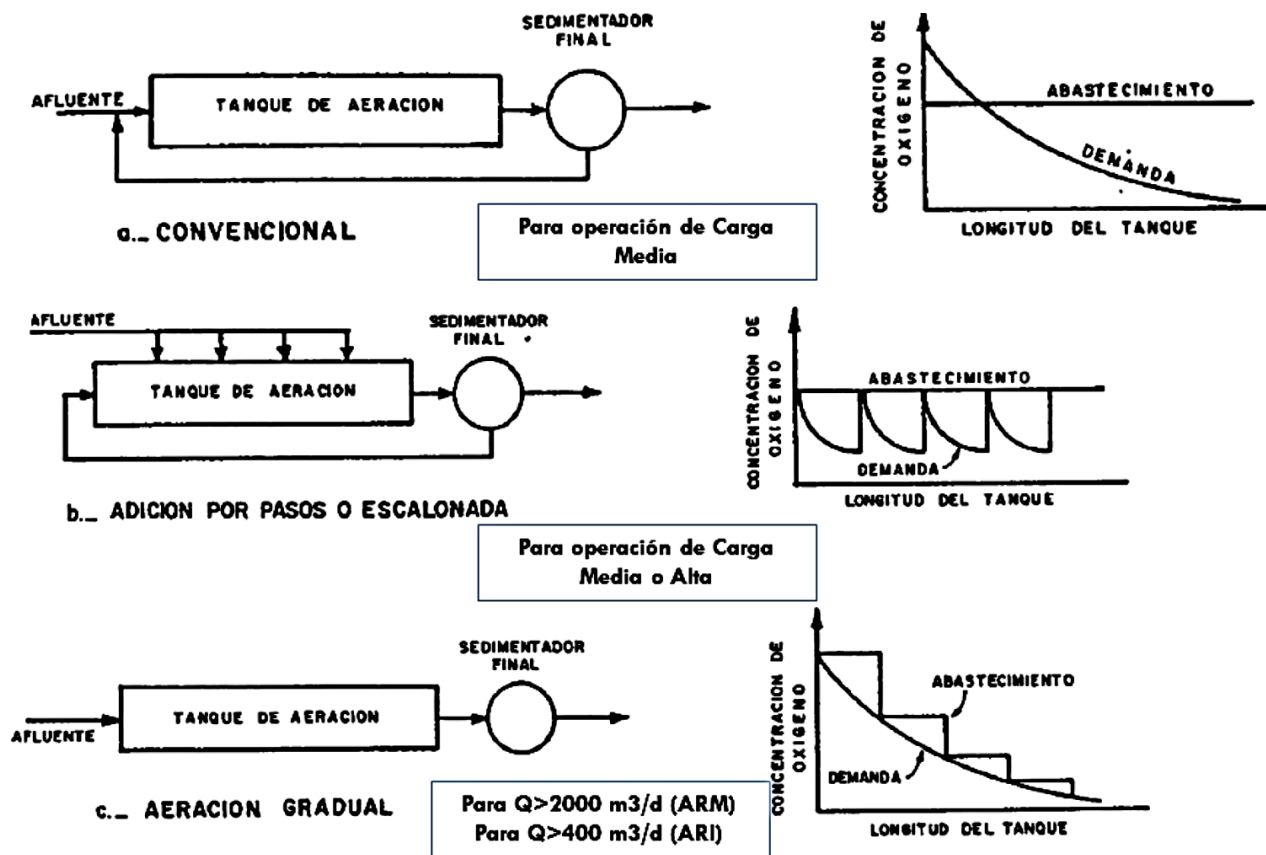 SEDIMENTADOR
FINAL
AFLUENTE
TANQUE DE AERACION
a._ CONVENCIONAL
Para operación de Carga
Media
CONCENTRACION DE
OXIGENO
ABASTECIMIENTO
DEMANDA
LONGITUD DEL TANQUE
AFLUENTE
SEDIMENTADOR
FINAL
TANQUE DE AERACION
b._ ADICION POR PASOS O ESCALONADA
Para operación de Carga
Media o Alta
CONCENTRACION DE
OXIGENO
ABASTECIMIENTO
DEMANDA
LONGITUD DEL TANQUE
SEDIMENTADOR
FINAL
TANQUE DE AERACION
AFLUENTE
c._ AERACION GRADUAL
Para Q>2000 m3/d (ARM)
Para Q>400 m3/d (ARI)
CONCENTRACION DE
OXIGENO
ABASTECIMIENTO
DEMANDA
LONGITUD DEL TANQUE